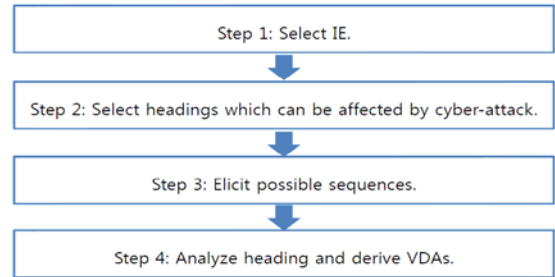 Step 1: Select IE.
Step 2: Select headings which can be affected by cyber-attack.
Step 3: Elicit possible sequences.
Step 4: Analyze heading and derive VDAs.